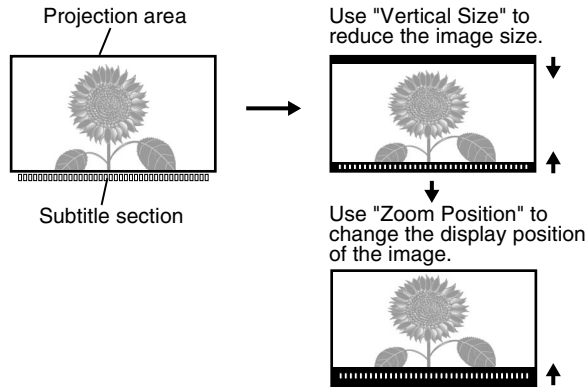 Projection area
Subtitle section
Use "Vertical Size" to
reduce the image size.
Use "Zoom Position" to
change the display position
of the image.